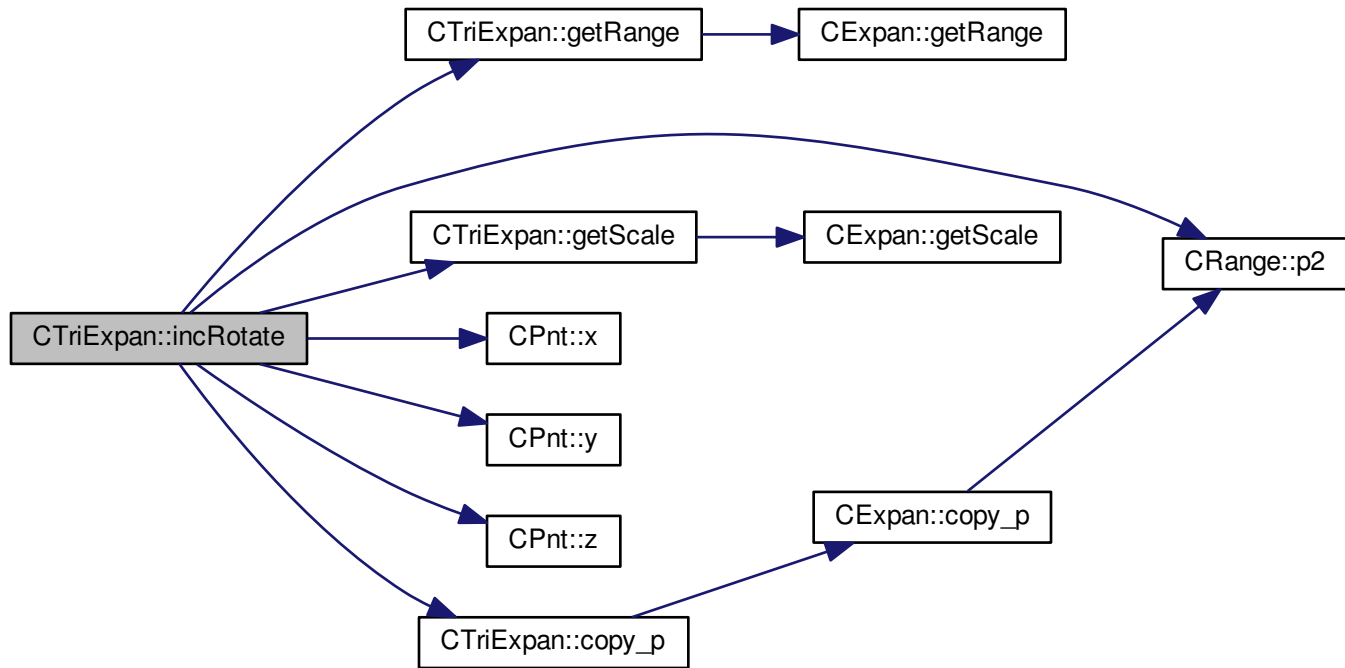 CTriExpan::getRange
CExpan::getRange
CTriExpan::getScale
CExpan::getScale
CRange::p2
CTriExpan::incRotate
CPnt::x
CPnt::y
CPnt::z
CExpan::copy_p
CTriExpan::copy_p